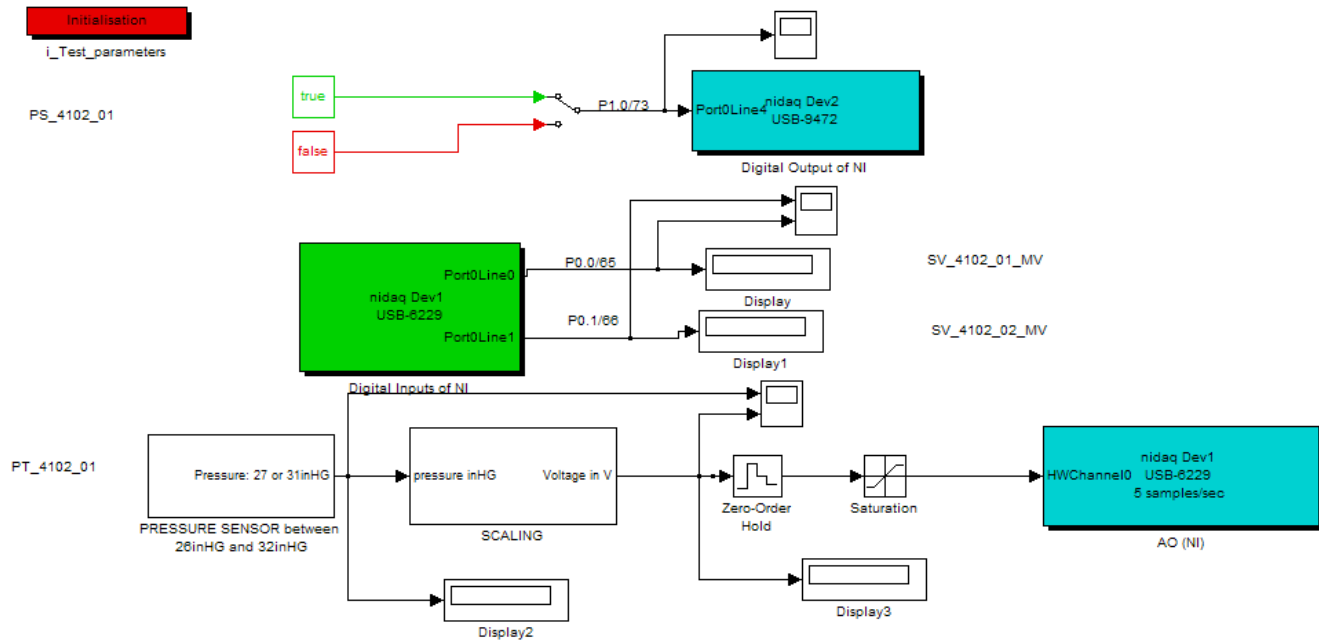 Initialisation
i_Test_parameters
PS_4102_01
true
false
P1.0/73
Port0Line4
nidaq Dev2
USB-9472
Digital Output of NI
nidaq Dev1
USB-6229
Port0Line0
Port0Line1
Digital Inputs of NI
P0.0/65
P0.1/66
Display
Display1
SV_4102_01_MV
SV_4102_02_MV
PT_4102_01
Pressure: 27 or 31inHG
PRESSURE SENSOR between
26inHG and 32inHG
pressure inHG
Voltage in V
SCALING
Zero-Order
Hold
Saturation
HWChannel0
nidaq Dev1
USB-6229
5 samples/sec
AO (NI)
Display2
Display3